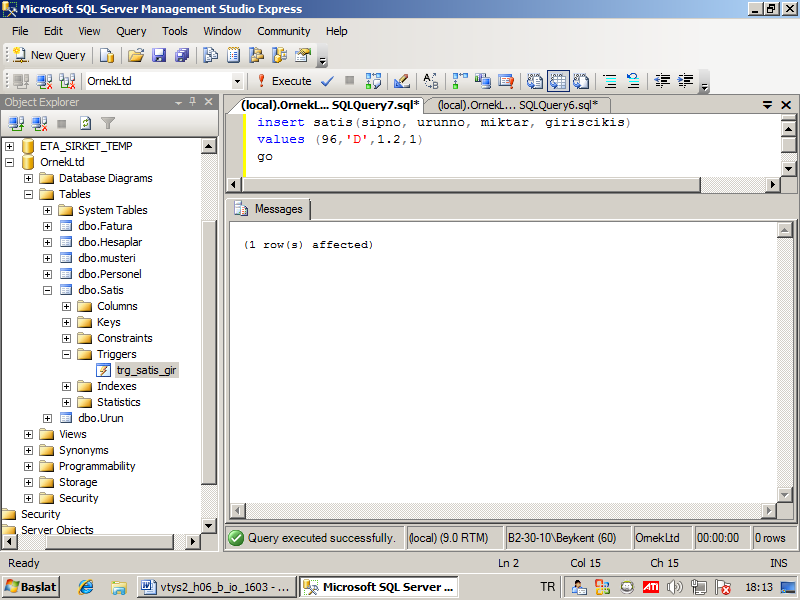 Microsoft SQL Server Management Studio Express
File Edit View Query Tools Window Community Help
New Query
OrnekLtd
Execute
Object Explorer
ETA_SIRKET_TEMP
OrnekLtd
Database Diagrams
Tables
System Tables
dbo.Fatura
dbo.Hesaplar
dbo.musteri
dbo.Personel
dbo.Satis
Columns
Keys
Constraints
Triggers
trg_satis_gir
Indexes
Statistics
dbo.Urun
Views
Synonyms
Programmability
Storage
Security
Security
Server Objects
(local).OrnekL... SQLQuery7.sql*
(local).OrnekL... SQLQuery6.sql*
insert satis(sipno, urunno, miktar, giriscikis)
values (96,'D',1.2,1)
go
Messages
(1 row(s) affected)
Query executed successfully. (local) (9.0 RTM) B2-30-10\Beykent (60) OrnekLtd 00:00:00 0 rows
Ready Ln 2 Col 15 Ch 15 INS
Başlat vtys2_h06_b_io_1603 - ... Microsoft SQL Server ... TR ATI 18:13